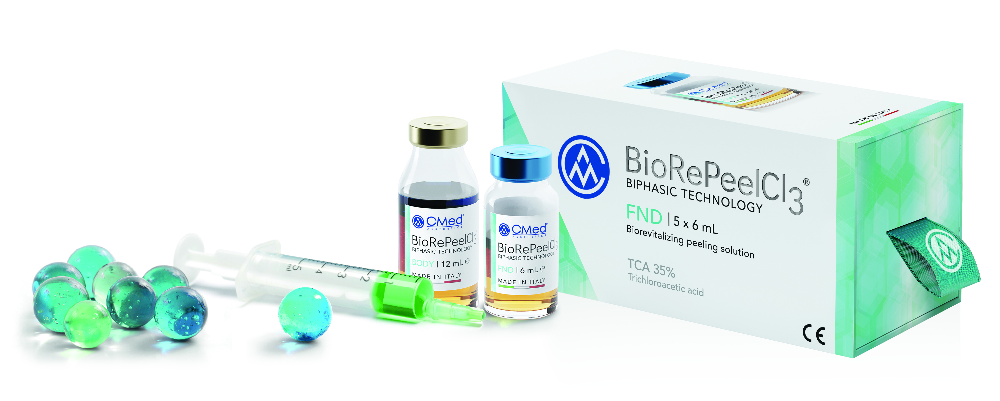 CMed
BioRePeelCl3
BIPHASIC TECHNOLOGY
FND | 6 mL e
MADE IN ITALY
MADE IN ITALY
BioRePeelCl3®
BIPHASIC TECHNOLOGY
FND | 5 x 6 mL
Biorevitalizing peeling solution
TCA 35%
Trichloroacetic acid
CE
CMed®
AESTHETICS
BioRePeelCl3
BIPHASIC TECHNOLOGY
BODY | 12 mL e
MADE IN ITALY
CMed®
AESTHETICS
BioRePeelCl3
BIPHASIC TECHNOLOGY
FND | 6 mL e
MADE IN ITALY
ml 5 4 3 2 1